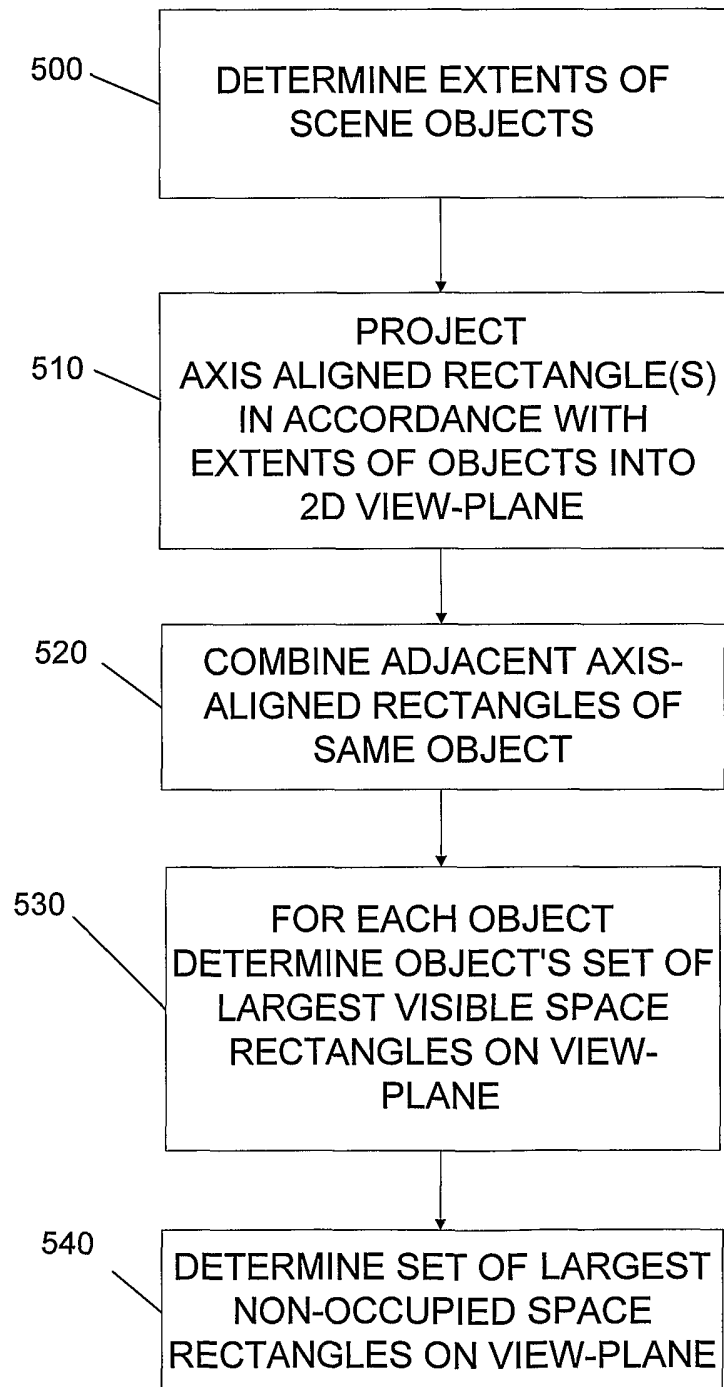 500
DETERMINE EXTENTS OF
SCENE OBJECTS
510
PROJECT
AXIS ALIGNED RECTANGLE(S)
IN ACCORDANCE WITH
EXTENTS OF OBJECTS INTO
2D VIEW-PLANE
520
COMBINE ADJACENT AXIS-
ALIGNED RECTANGLES OF
SAME OBJECT
530
FOR EACH OBJECT
DETERMINE OBJECT'S SET OF
LARGEST VISIBLE SPACE
RECTANGLES ON VIEW-
PLANE
540
DETERMINE SET OF LARGEST
NON-OCCUPIED SPACE
RECTANGLES ON VIEW-PLANE